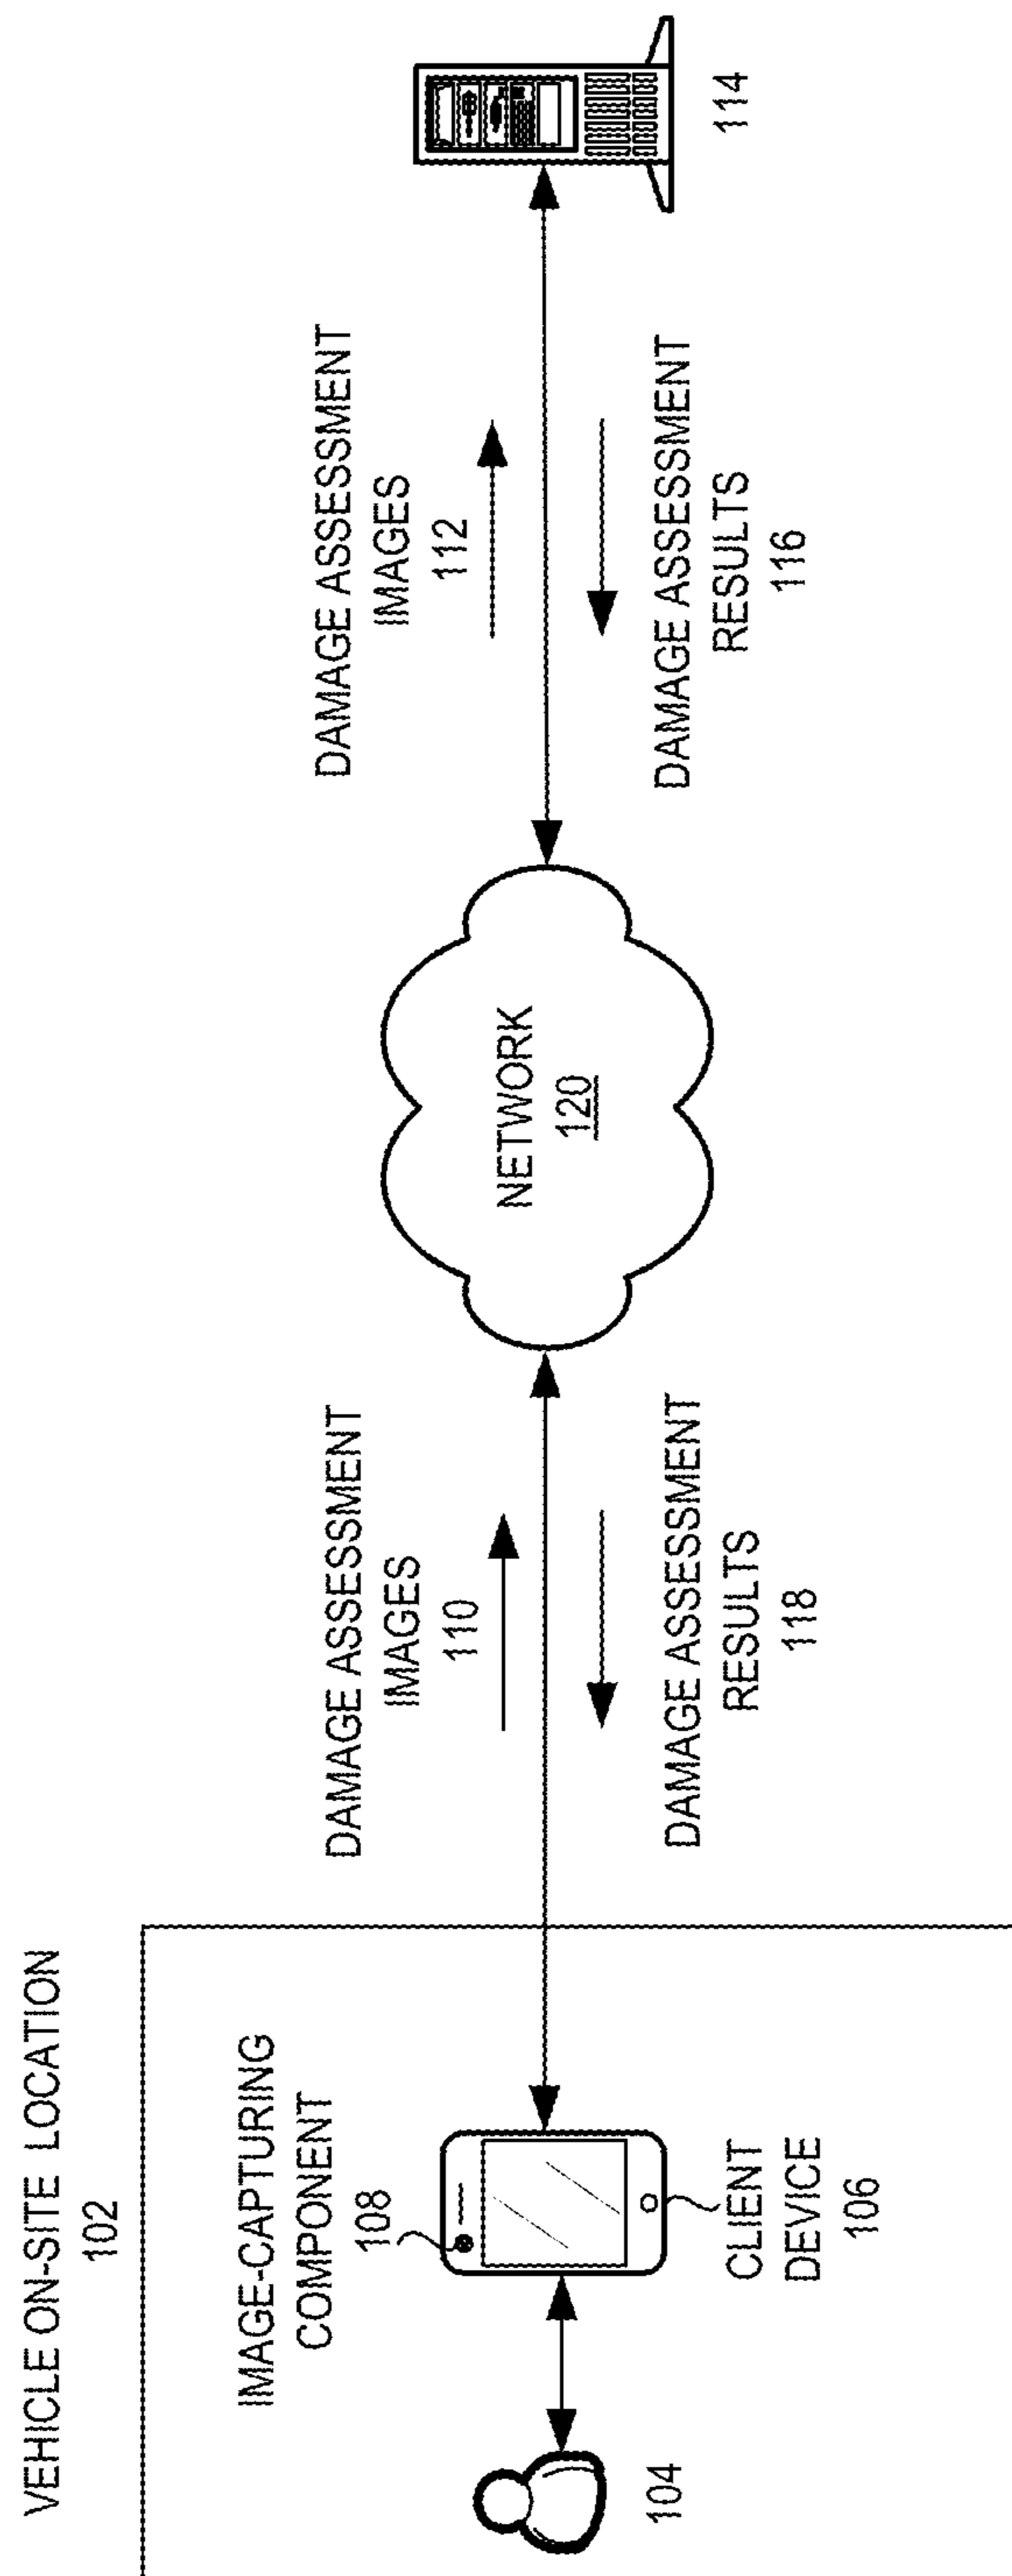 VEHICLE ON-SITE LOCATION
102
IMAGE-CAPTURING
COMPONENT
108
104
CLIENT
DEVICE
106
DAMAGE ASSESSMENT
IMAGES
110
DAMAGE ASSESSMENT
RESULTS
118
NETWORK
120
DAMAGE ASSESSMENT
IMAGES
112
DAMAGE ASSESSMENT
RESULTS
116
114